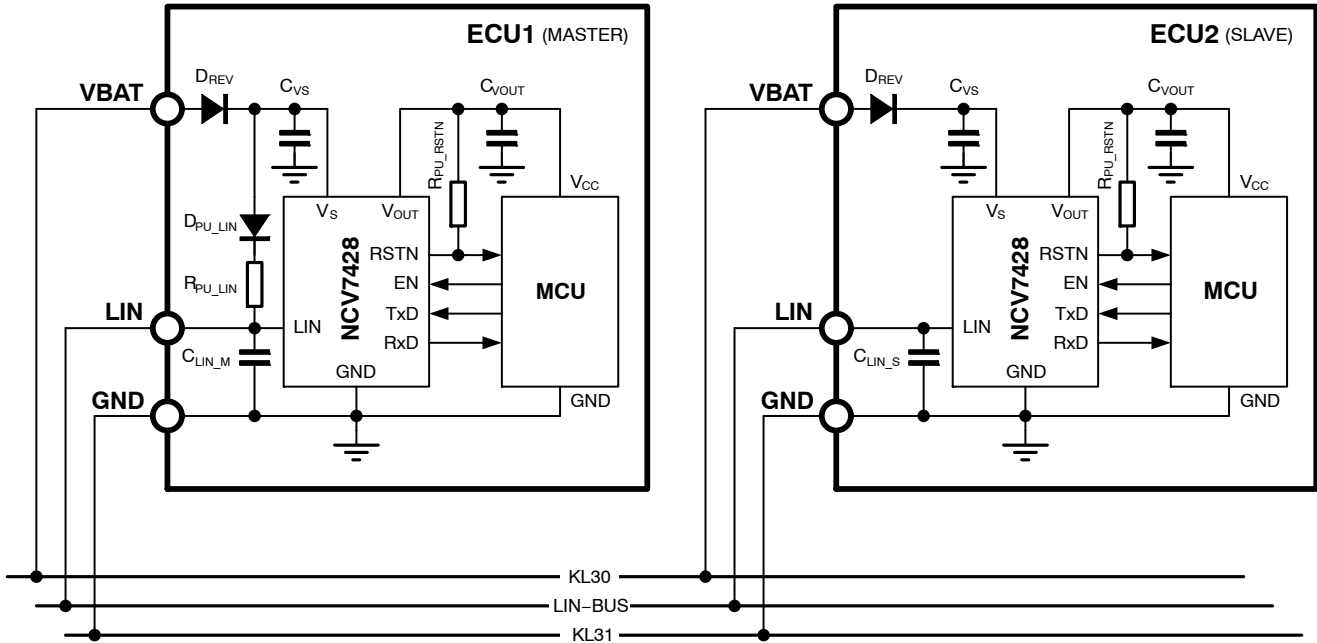 ECU1 (MASTER)
VBAT
DREV
CVS
CVOUT
RPU_RSTN
VCC
VS
VOUT
DPU_LIN
RPU_LIN
NCV7428
RSTN
EN
TxD
RxD
MCU
LIN
LIN
CLIN_M
GND
GND
GND
ECU2 (SLAVE)
VBAT
DREV
CVS
CVOUT
RPU_RSTN
VCC
VS
VOUT
NCV7428
RSTN
EN
TxD
RxD
MCU
LIN
LIN
CLIN_S
GND
GND
GND
KL30
LIN−BUS
KL31